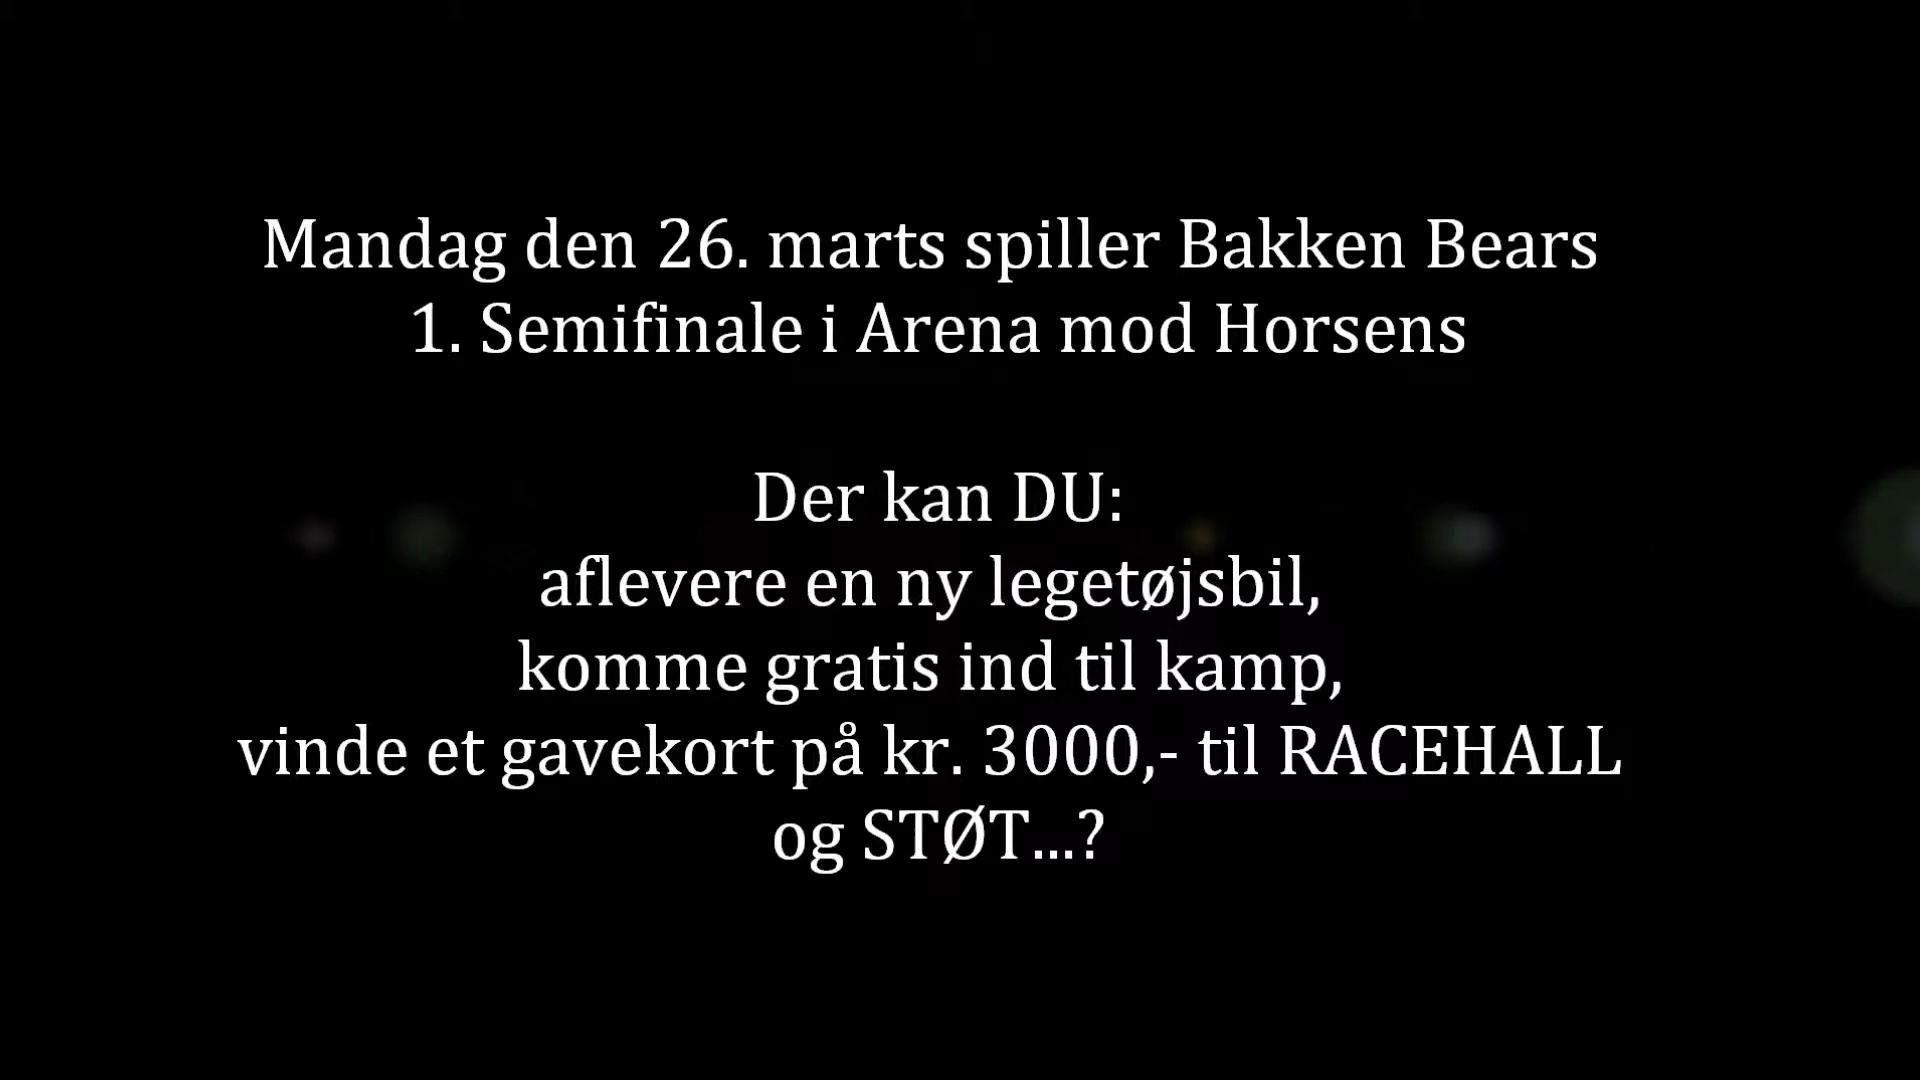 Mandag den 26. marts spiller Bakken Bears
1. Semifinale i Arena mod Horsens
Der kan DU:
aflevere en ny legetøjsbil,
komme gratis ind til kamp,
vinde et gavekort på kr. 3000,- til RACEHALL
og STØT...?